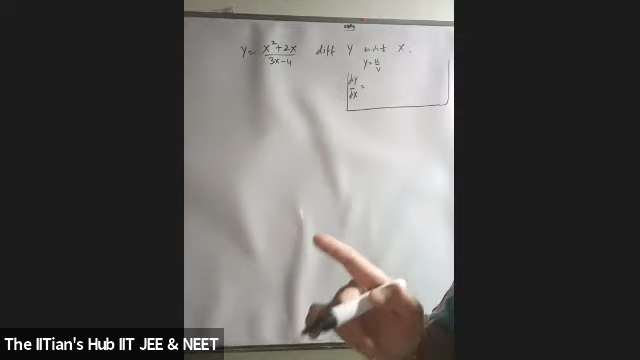 y = x²+2x / 3x-4 diff y w.r.t x.
y = u/v
dy/dx =
The IITian's Hub IIT JEE & NEET